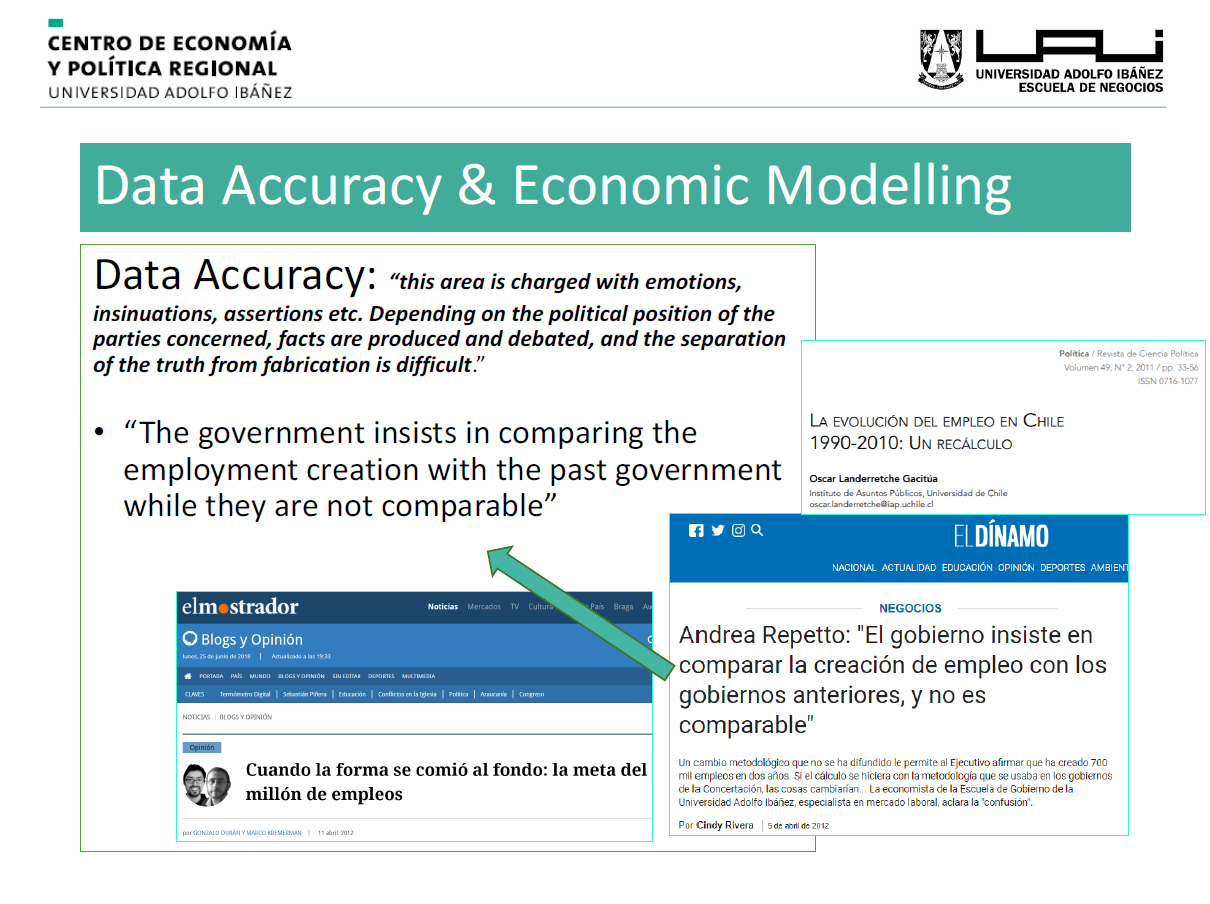 CENTRO DE ECONOMÍA
Y POLÍTICA REGIONAL
UNIVERSIDAD ADOLFO IBÁÑEZ
UAI
UNIVERSIDAD ADOLFO IBÁÑEZ
ESCUELA DE NEGOCIOS
Data Accuracy & Economic Modelling
Data Accuracy: “this area is charged with emotions,
insinuations, assertions etc. Depending on the political position of the
parties concerned, facts are produced and debated, and the separation
of the truth from fabrication is difficult.”
• “The government insists in comparing the
employment creation with the past government
while they are not comparable”
Política / Revista de Ciencia Política
Volumen 49, Nº 2, 2011 / pp. 33-56
ISSN 0716-1077
La evolución del empleo en Chile
1990-2010: Un recálculo
Oscar Landerretche Gacitúa
Instituto de Asuntos Públicos, Universidad de Chile
oscar.landerretche@iap.uchile.cl
EL DÍNAMO
NACIONAL ACTUALIDAD EDUCACIÓN OPINIÓN DEPORTES AMBIENT
NEGOCIOS
Andrea Repetto: "El gobierno insiste en
comparar la creación de empleo con los
gobiernos anteriores, y no es
comparable"
Un cambio metodológico que no se ha difundido le permite al Ejecutivo afirmar que ha creado 700
mil empleos en dos años. Si el cálculo se hiciera con la metodología que se usaba en los gobiernos
de la Concertación, las cosas cambiarían... La economista de la Escuela de Gobierno de la
Universidad Adolfo Ibáñez, especialista en mercado laboral, aclara la "confusión".
Por Cindy Rivera | 5 de abril de 2012
elmostrador
Noticias Mercados TV Cultura País Braga
Blogs y Opinión
lunes, 25 de junio de 2018 | Actualizado a las 19:33
PORTADA PAÍS MUNDO BLOGS Y OPINIÓN SIN EDITAR DEPORTES MULTIMEDIA
CLAVES Termómetro Digital | Sebastián Piñera | Educación | Conflictos en la Iglesia | Política | Araucanía | Congreso
NOTICIAS | BLOGS Y OPINIÓN
Opinión
Cuando la forma se comió al fondo: la meta del
millón de empleos
por GONZALO DURÁN Y MARCO KREMERMAN | 11 abril, 2012